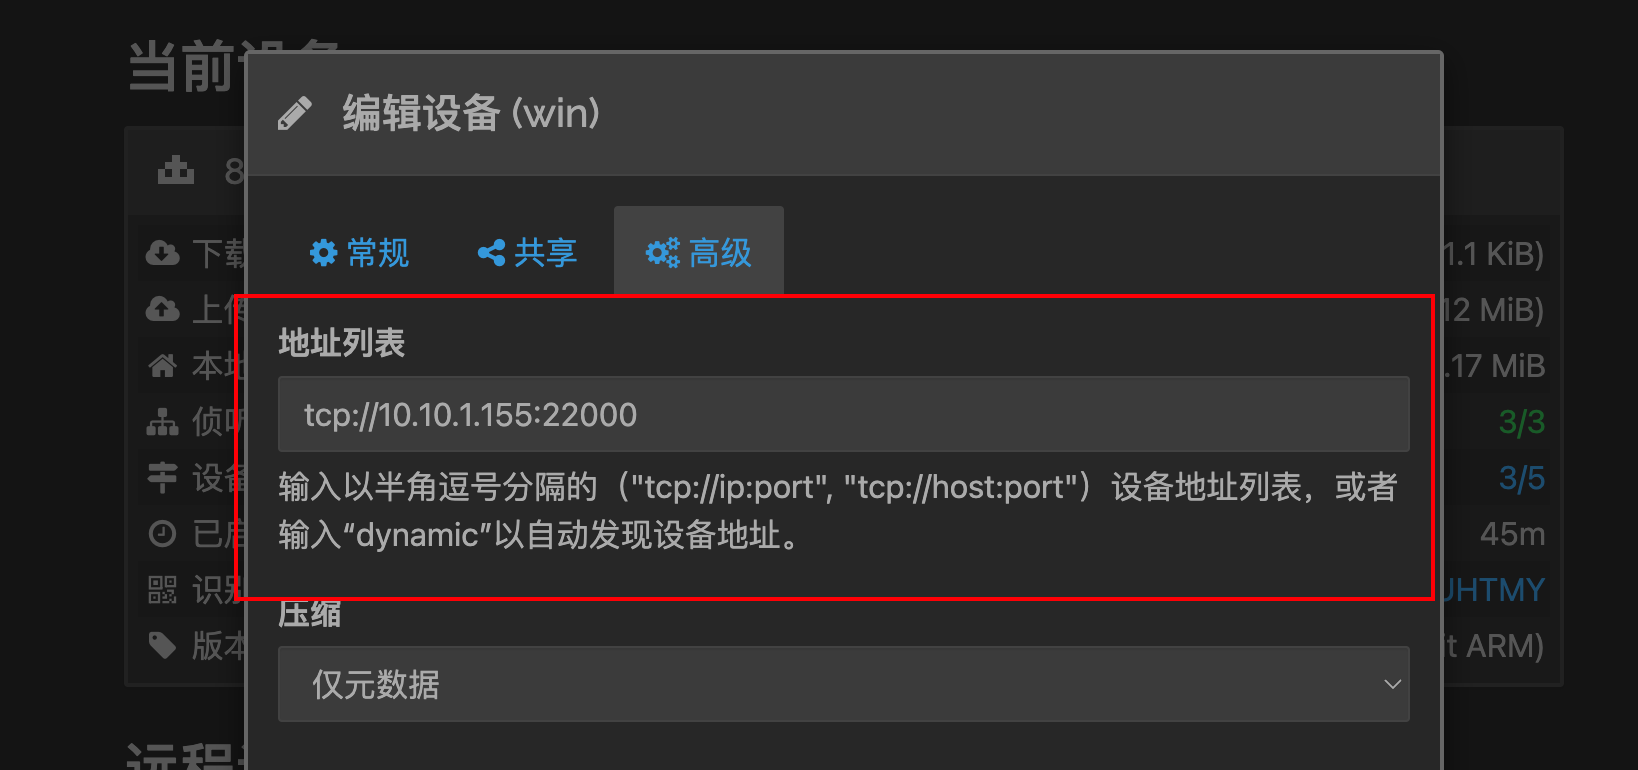 当前设备
编辑设备 (win)
8
常规 共享 高级
下载 1.1 KiB)
上传 12 MiB)
地址列表
本地 .17 MiB
tcp://10.10.1.155:22000
侦听 3/3
输入以半角逗号分隔的（"tcp://ip:port", "tcp://host:port"）设备地址列表，或者
设备 3/5
输入“dynamic”以自动发现设备地址。
已启 45m
识别 JHTMY
压缩
版本 it ARM)
仅元数据
远程